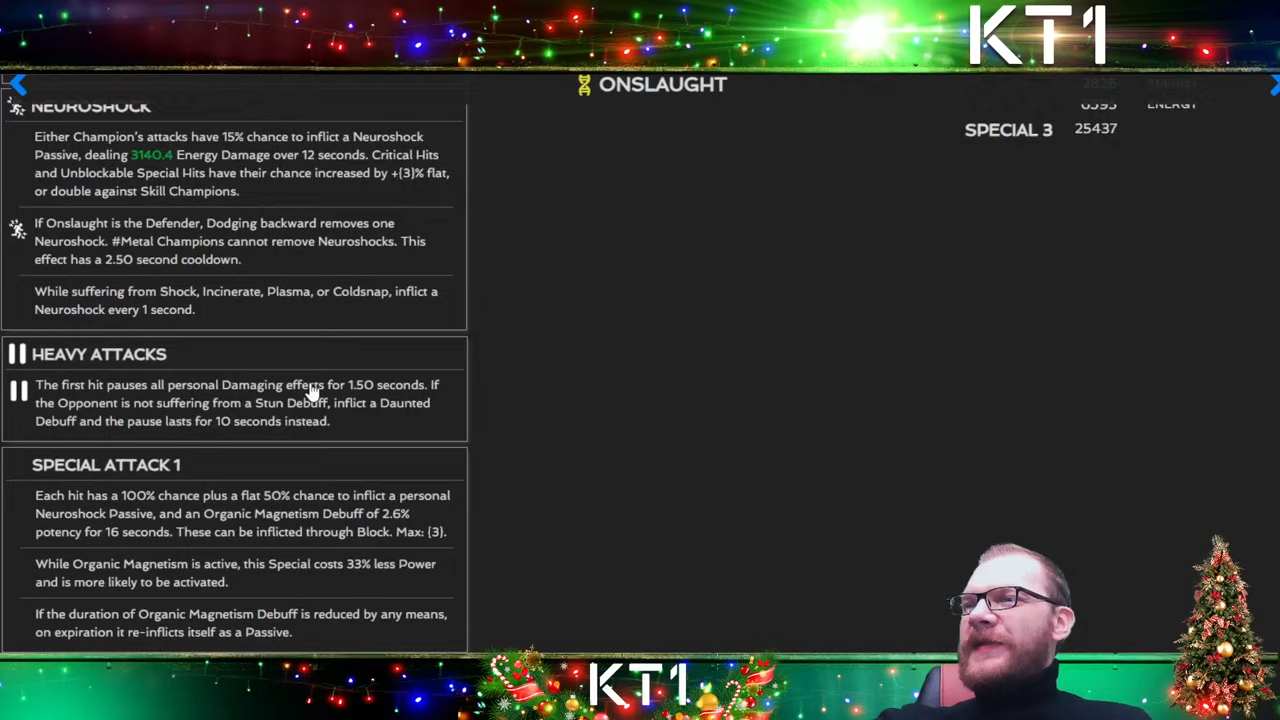 KT1
ONSLAUGHT
NEUROSHOCK
Either Champion's attacks have 15% chance to inflict a Neuroshock
Passive, dealing 3140.4 Energy Damage over 12 seconds. Critical Hits
and Unblockable Special Hits have their chance increased by +(3)% flat,
or double against Skill Champions.
If Onslaught is the Defender, Dodging backward removes one
Neuroshock. #Metal Champions cannot remove Neuroshocks. This
effect has a 2.50 second cooldown.
While suffering from Shock, Incinerate, Plasma, or Coldsnap, inflict a
Neuroshock every 1 second.
HEAVY ATTACKS
The first hit pauses all personal Damaging effects for 1.50 seconds. If
the Opponent is not suffering from a Stun Debuff, inflict a Daunted
Debuff and the pause lasts for 10 seconds instead.
SPECIAL ATTACK 1
Each hit has a 100% chance plus a flat 50% chance to inflict a personal
Neuroshock Passive, and an Organic Magnetism Debuff of 2.6%
potency for 16 seconds. These can be inflicted through Block. Max: (3).
While Organic Magnetism is active, this Special costs 33% less Power
and is more likely to be activated.
If the duration of Organic Magnetism Debuff is reduced by any means,
on expiration it re-inflicts itself as a Passive.
2826 ENERGY
6593 ENERGY
SPECIAL 3 25437
KT1